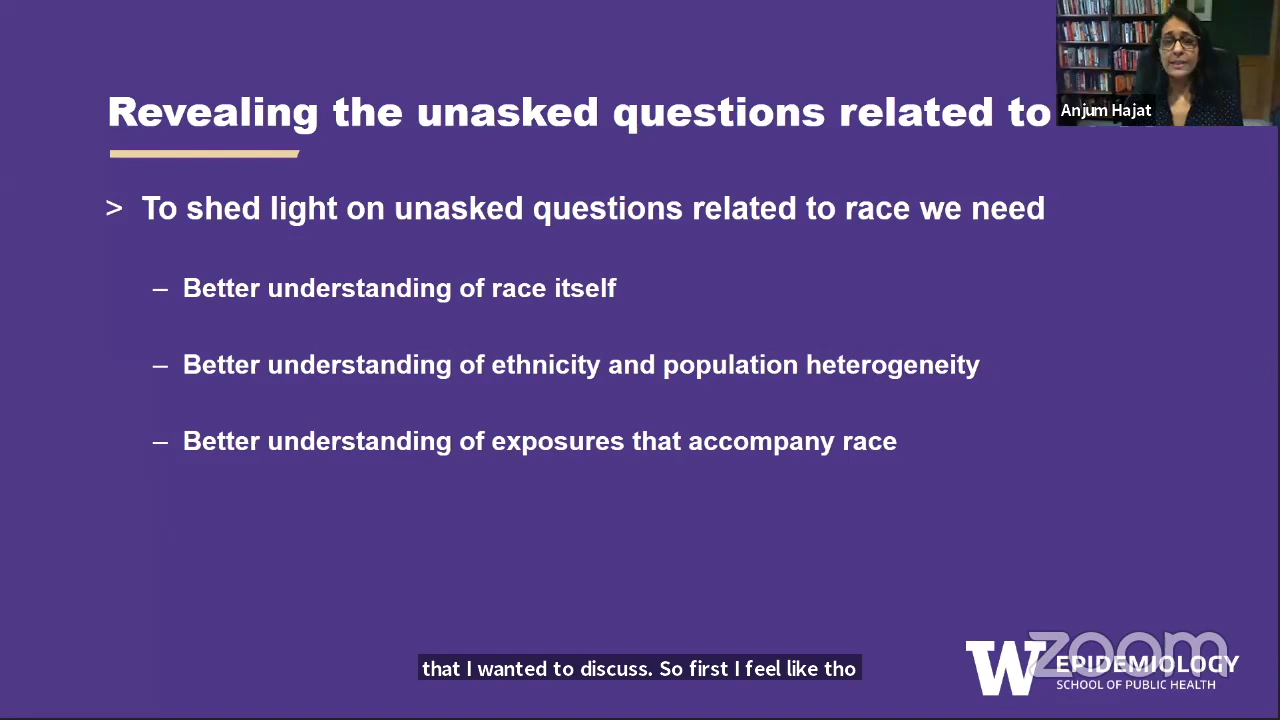 Revealing the unasked questions related to
Anjum Hajat
> To shed light on unasked questions related to race we need
– Better understanding of race itself
– Better understanding of ethnicity and population heterogeneity
– Better understanding of exposures that accompany race
that I wanted to discuss. So first I feel like tho
zoom
W EPIDEMIOLOGY
SCHOOL OF PUBLIC HEALTH